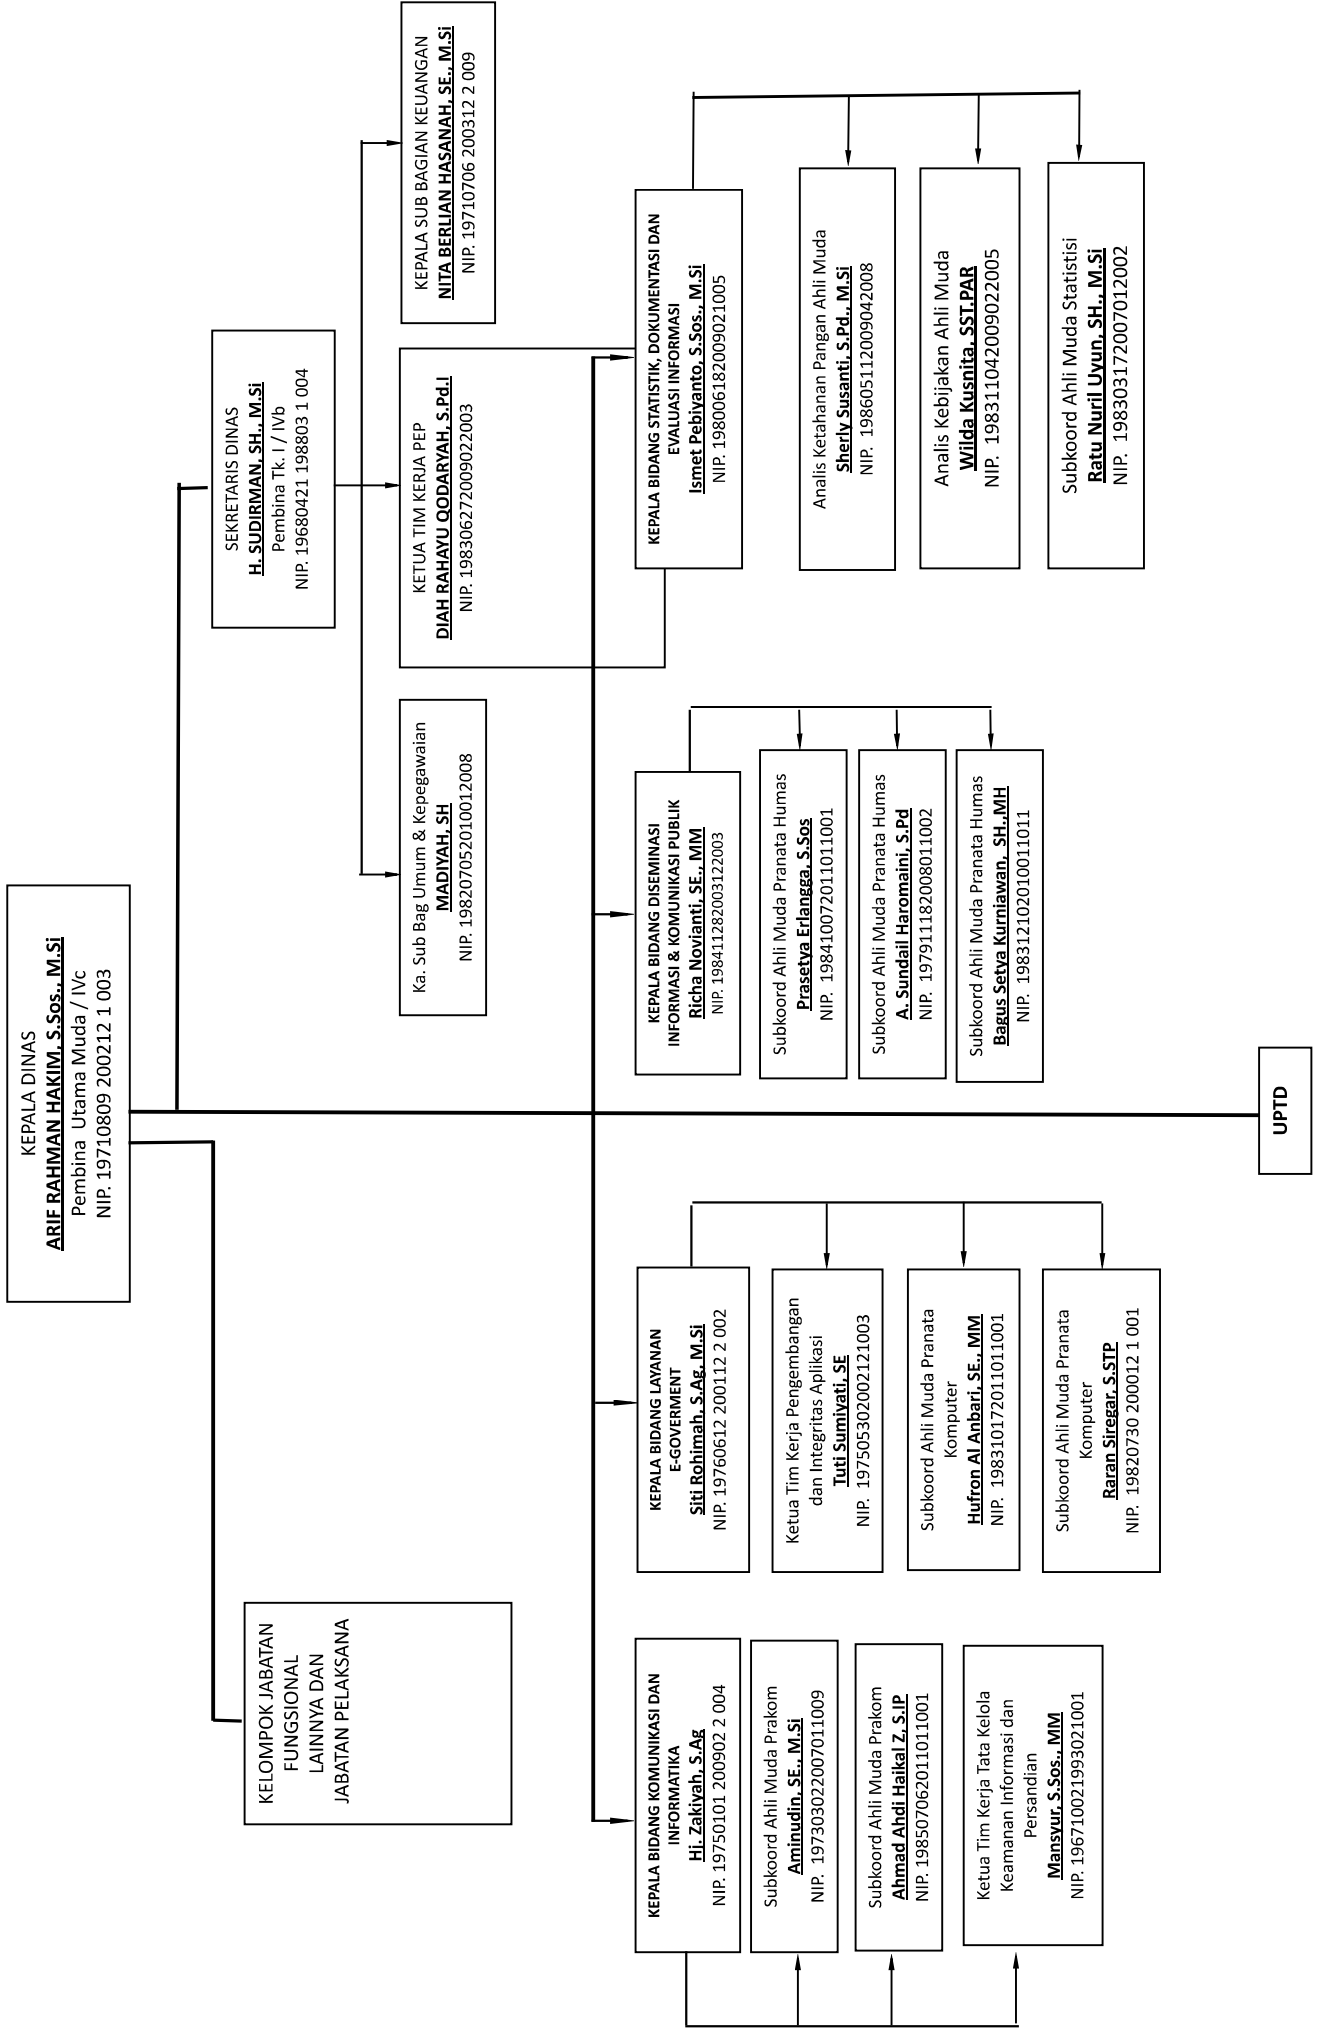 KEPALA DINAS
ARIF RAHMAN HAKIM, S.Sos., M.Si
Pembina Utama Muda / IVc
NIP. 19710809 200212 1 003
SEKRETARIS DINAS
H. SUDIRMAN, SH., M.Si
Pembina Tk. I / IVb
NIP. 19680421 198803 1 004
KELOMPOK JABATAN
FUNGSIONAL
LAINNYA DAN
JABATAN PELAKSANA
Ka. Sub Bag Umum & Kepegawaian
MADIYAH, SH
NIP. 198207052010012008
KETUA TIM KERJA PEP
DIAH RAHAYU QODARYAH, S.Pd.I
NIP. 198306272009022003
KEPALA SUB BAGIAN KEUANGAN
NITA BERLIAN HASANAH, SE., M.Si
NIP. 19710706 200312 2 009
KEPALA BIDANG KOMUNIKASI DAN
INFORMATIKA
Hj. Zakiyah, S.Ag
NIP. 19750101 200902 2 004
Subkoord Ahli Muda Prakom
Aminudin, SE., M.Si
NIP. 197303022007011009
Subkoord Ahli Muda Prakom
Ahmad Ahdi Haikal Z, S.IP
NIP. 198507062011011001
Ketua Tim Kerja Tata Kelola
Keamanan Informasi dan
Persandian
Mansyur, S.Sos., MM
NIP. 196710021993021001
KEPALA BIDANG LAYANAN
E-GOVERMENT
Siti Rohimah, S.Ag, M.Si
NIP. 19760612 200112 2 002
Ketua Tim Kerja Pengembangan
dan Integritas Aplikasi
Tuti Sumiyati, SE
NIP. 197505302002121003
Subkoord Ahli Muda Pranata
Komputer
Hufron Al Anbari, SE., MM
NIP. 198310172011011001
Subkoord Ahli Muda Pranata
Komputer
Raran Siregar, S.STP
NIP. 19820730 200012 1 001
KEPALA BIDANG DISEMINASI
INFORMASI & KOMUNIKASI PUBLIK
Richa Novianti, SE., MM
NIP. 198411282003122003
Subkoord Ahli Muda Pranata Humas
Prasetya Erlangga, S.Sos
NIP. 198410072011011001
Subkoord Ahli Muda Pranata Humas
A. Sundail Haromaini, S.Pd
NIP. 197911182008011002
Subkoord Ahli Muda Pranata Humas
Bagus Setya Kurniawan, SH.,MH
NIP. 198312102010011011
KEPALA BIDANG STATISTIK, DOKUMENTASI DAN
EVALUASI INFORMASI
Ismet Pebiyanto, S.Sos., M.Si
NIP. 198006182009021005
Analis Ketahanan Pangan Ahli Muda
Sherly Susanti, S.Pd., M.Si
NIP. 198605112009042008
Analis Kebijakan Ahli Muda
Wilda Kusnita, SST.PAR
NIP. 198311042009022005
Subkoord Ahli Muda Statistisi
Ratu Nuril Uyun, SH., M.Si
NIP. 198303172007012002
UPTD